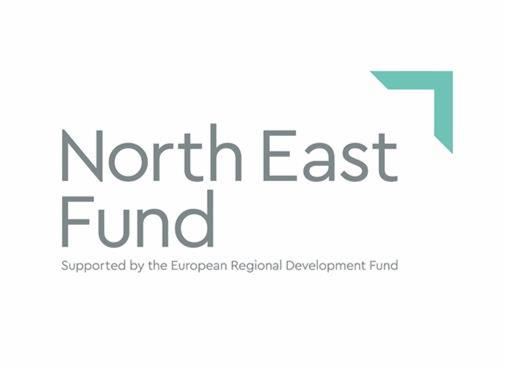 North East
Fund
Supported by the European Regional Development Fund